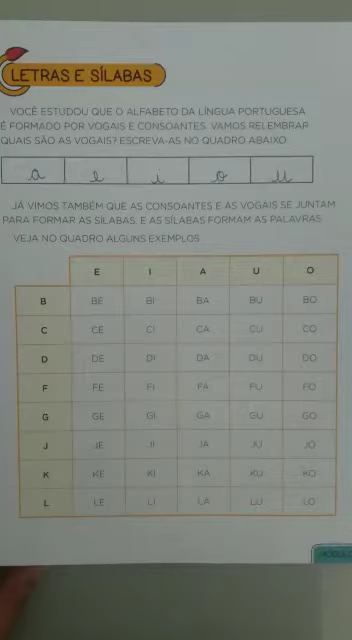 LETRAS E SÍLABAS
VOCÊ ESTUDOU QUE O ALFABETO DA LÍNGUA PORTUGUESA
É FORMADO POR VOGAIS E CONSOANTES. VAMOS RELEMBRAR
QUAIS SÃO AS VOGAIS? ESCREVA-AS NO QUADRO ABAIXO.
a e i o u
JÁ VIMOS TAMBÉM QUE AS CONSOANTES E AS VOGAIS SE JUNTAM
PARA FORMAR AS SÍLABAS. E AS SÍLABAS FORMAM AS PALAVRAS.
VEJA NO QUADRO ALGUNS EXEMPLOS
E I A U O
B BE BI BA BU BO
C CE CI CA CU CO
D DE DI DA DU DO
F FE FI FA FU FO
G GE GI GA GU GO
J JE JI JA JU JO
K KE KI KA KU KO
L LE LI LA LU LO